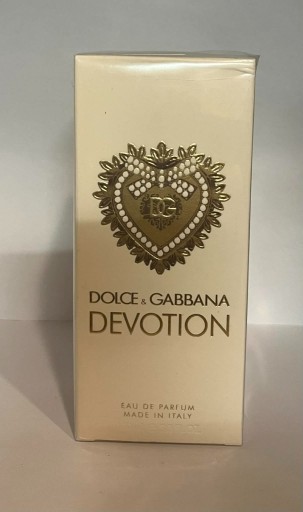 DG
DOLCE & GABBANA
DEVOTION
EAU DE PARFUM
MADE IN ITALY